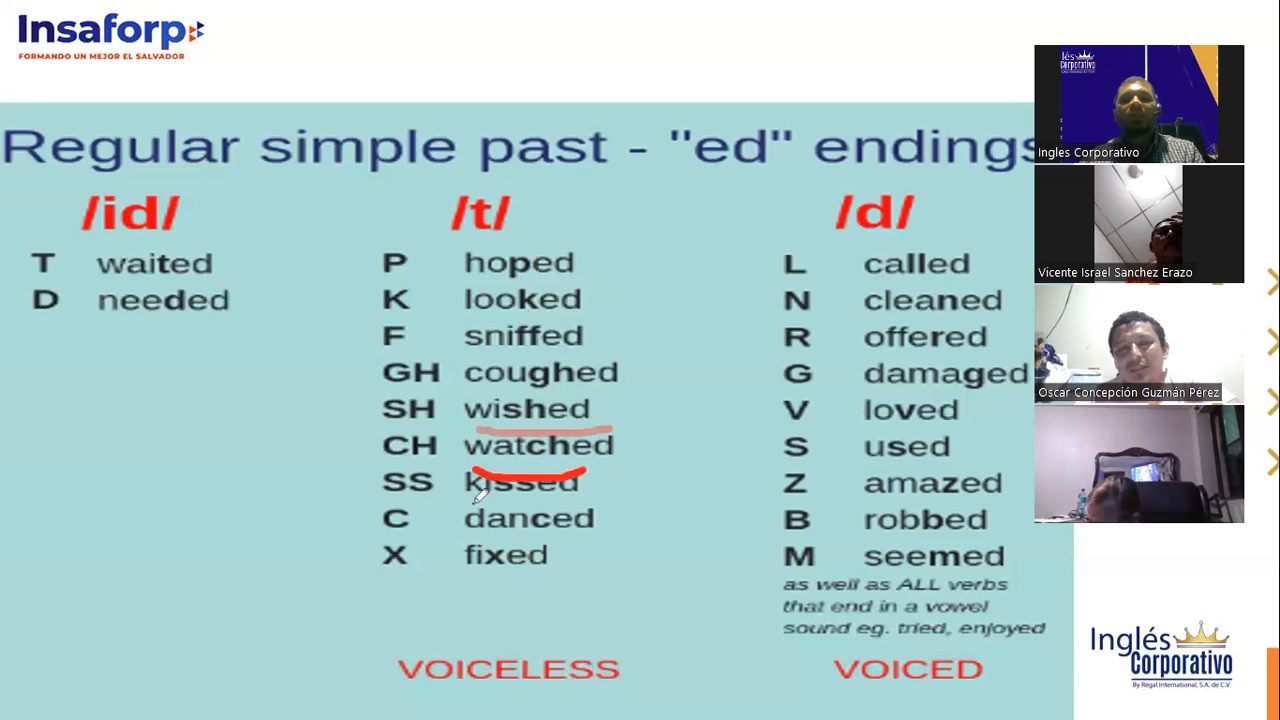 Insaforp
FORMANDO UN MEJOR EL SALVADOR
Regular simple past - "ed" endings
/id/
T waited
D needed
/t/
P hoped
K looked
F sniffed
GH coughed
SH wished
CH watched
SS kissed
C danced
X fixed
VOICELESS
/d/
L called
N cleaned
R offered
G damaged
V loved
S used
Z amazed
B robbed
M seemed
as well as ALL verbs
that end in a vowel
sound eg. tried, enjoyed
VOICED
lés
Corporativo
Ingles Corporativo
Vicente Israel Sanchez Erazo
Oscar Concepción Guzmán Pérez
Inglés
Corporativo
By Regal International, S.A. de C.V.